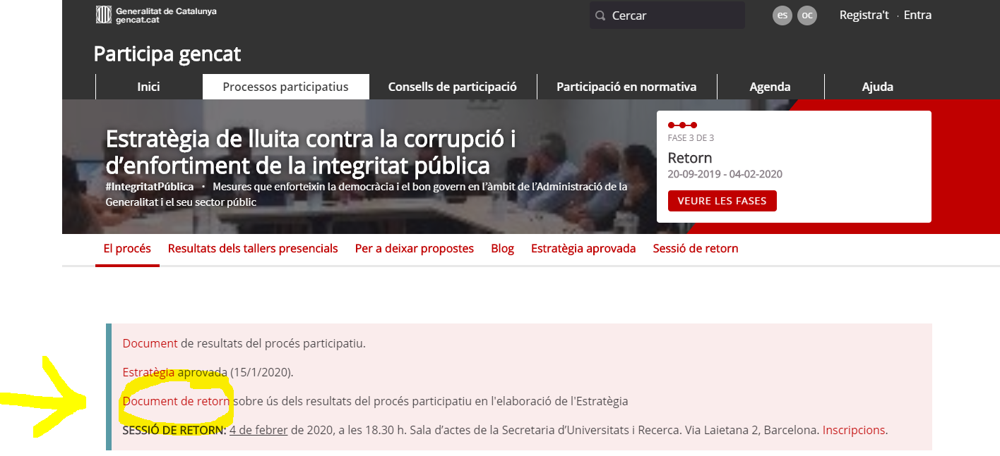 Generalitat de Catalunya
gencat.cat
Cercar
es oc Registra't · Entra
Participa gencat
Inici Processos participatius Consells de participació Participació en normativa Agenda Ajuda
Estratègia de lluita contra la corrupció i
d’enfortiment de la integritat pública
#IntegritatPública • Mesures que enforteixin la democràcia i el bon govern en l’àmbit de l’Administració de la
Generalitat i el seu sector públic
FASE 3 DE 3
Retorn
20-09-2019 - 04-02-2020
VEURE LES FASES
El procés Resultats dels tallers presencials Per a deixar propostes Blog Estratègia aprovada Sessió de retorn
Document de resultats del procés participatiu.
Estratègia aprovada (15/1/2020).
Document de retorn sobre ús dels resultats del procés participatiu en l'elaboració de l'Estratègia
SESSIÓ DE RETORN: 4 de febrer de 2020, a les 18.30 h. Sala d’actes de la Secretaria d’Universitats i Recerca. Via Laietana 2, Barcelona. Inscripcions.